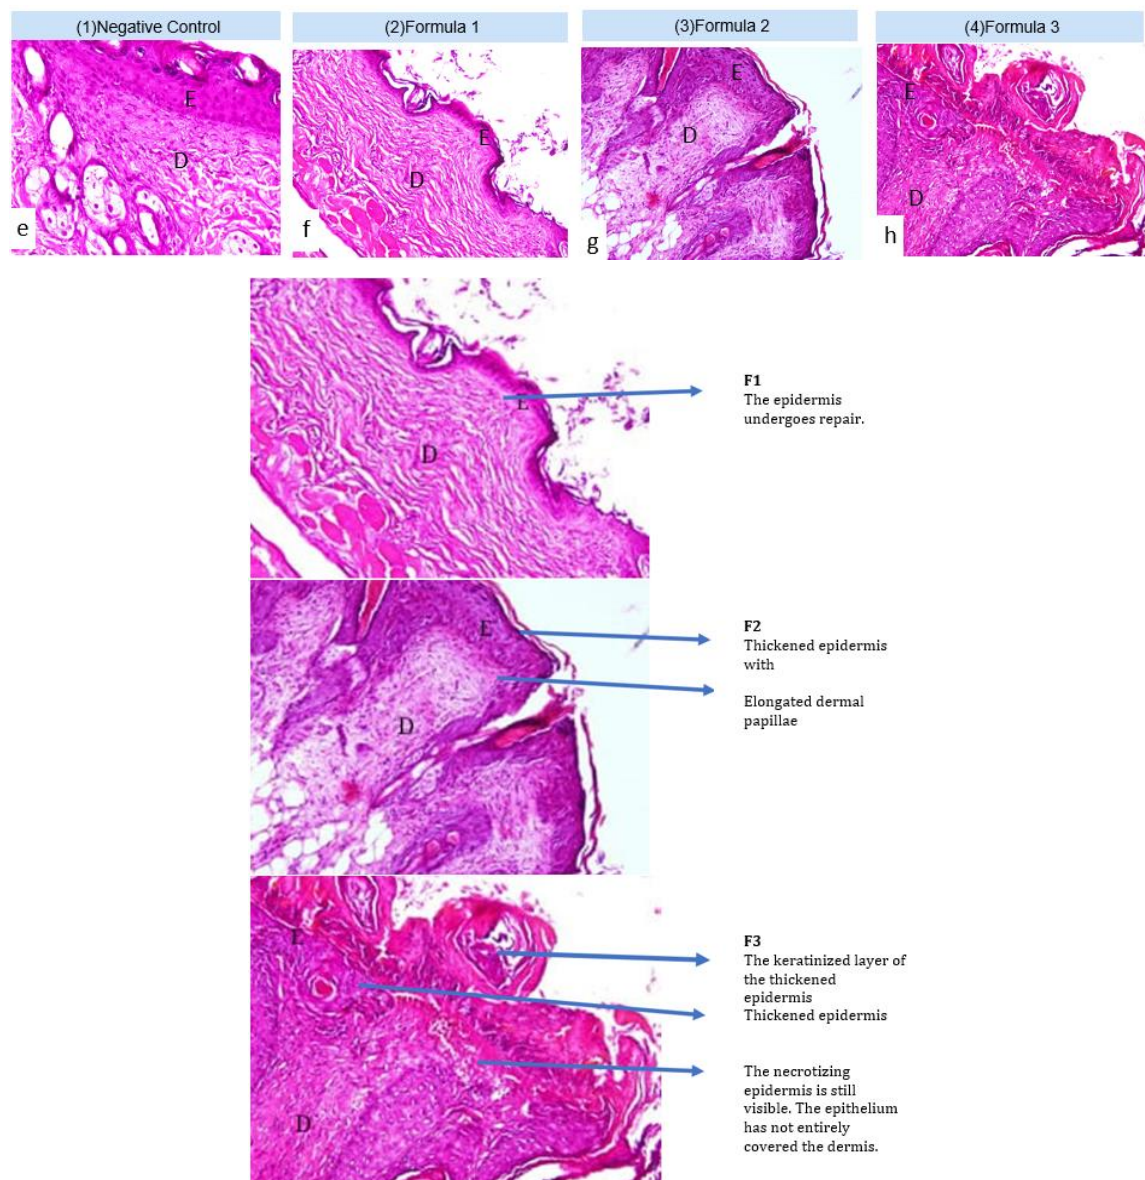 (1)Negative Control
(2)Formula 1
(3)Formula 2
(4)Formula 3
E
D
e
E
D
f
E
D
g
E
D
h
E
D
F1
The epidermis
undergoes repair.
E
D
F2
Thickened epidermis
with
Elongated dermal
papillae
E
D
F3
The keratinized layer of
the thickened
epidermis
Thickened epidermis
The necrotizing
epidermis is still
visible. The epithelium
has not entirely
covered the dermis.